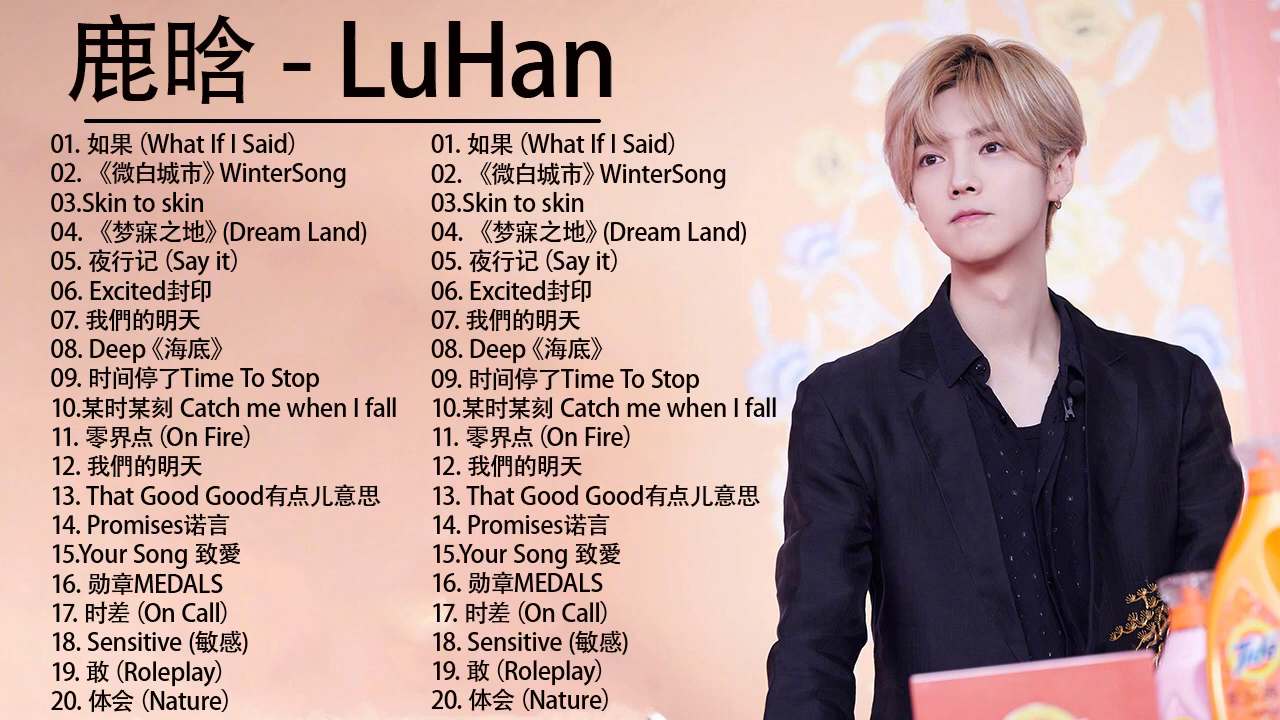 鹿晗 - LuHan
01. 如果 (What If I Said)
02. 《微白城市》WinterSong
03.Skin to skin
04. 《梦寐之地》(Dream Land)
05. 夜行记 (Say it)
06. Excited封印
07. 我們的明天
08. Deep《海底》
09. 时间停了Time To Stop
10.某时某刻 Catch me when I fall
11. 零界点 (On Fire)
12. 我們的明天
13. That Good Good有点儿意思
14. Promises诺言
15.Your Song 致愛
16. 勋章MEDALS
17. 时差 (On Call)
18. Sensitive (敏感)
19. 敢 (Roleplay)
20. 体会 (Nature)
01. 如果 (What If I Said)
02. 《微白城市》WinterSong
03.Skin to skin
04. 《梦寐之地》(Dream Land)
05. 夜行记 (Say it)
06. Excited封印
07. 我們的明天
08. Deep《海底》
09. 时间停了Time To Stop
10.某时某刻 Catch me when I fall
11. 零界点 (On Fire)
12. 我們的明天
13. That Good Good有点儿意思
14. Promises诺言
15.Your Song 致愛
16. 勋章MEDALS
17. 时差 (On Call)
18. Sensitive (敏感)
19. 敢 (Roleplay)
20. 体会 (Nature)
Tide